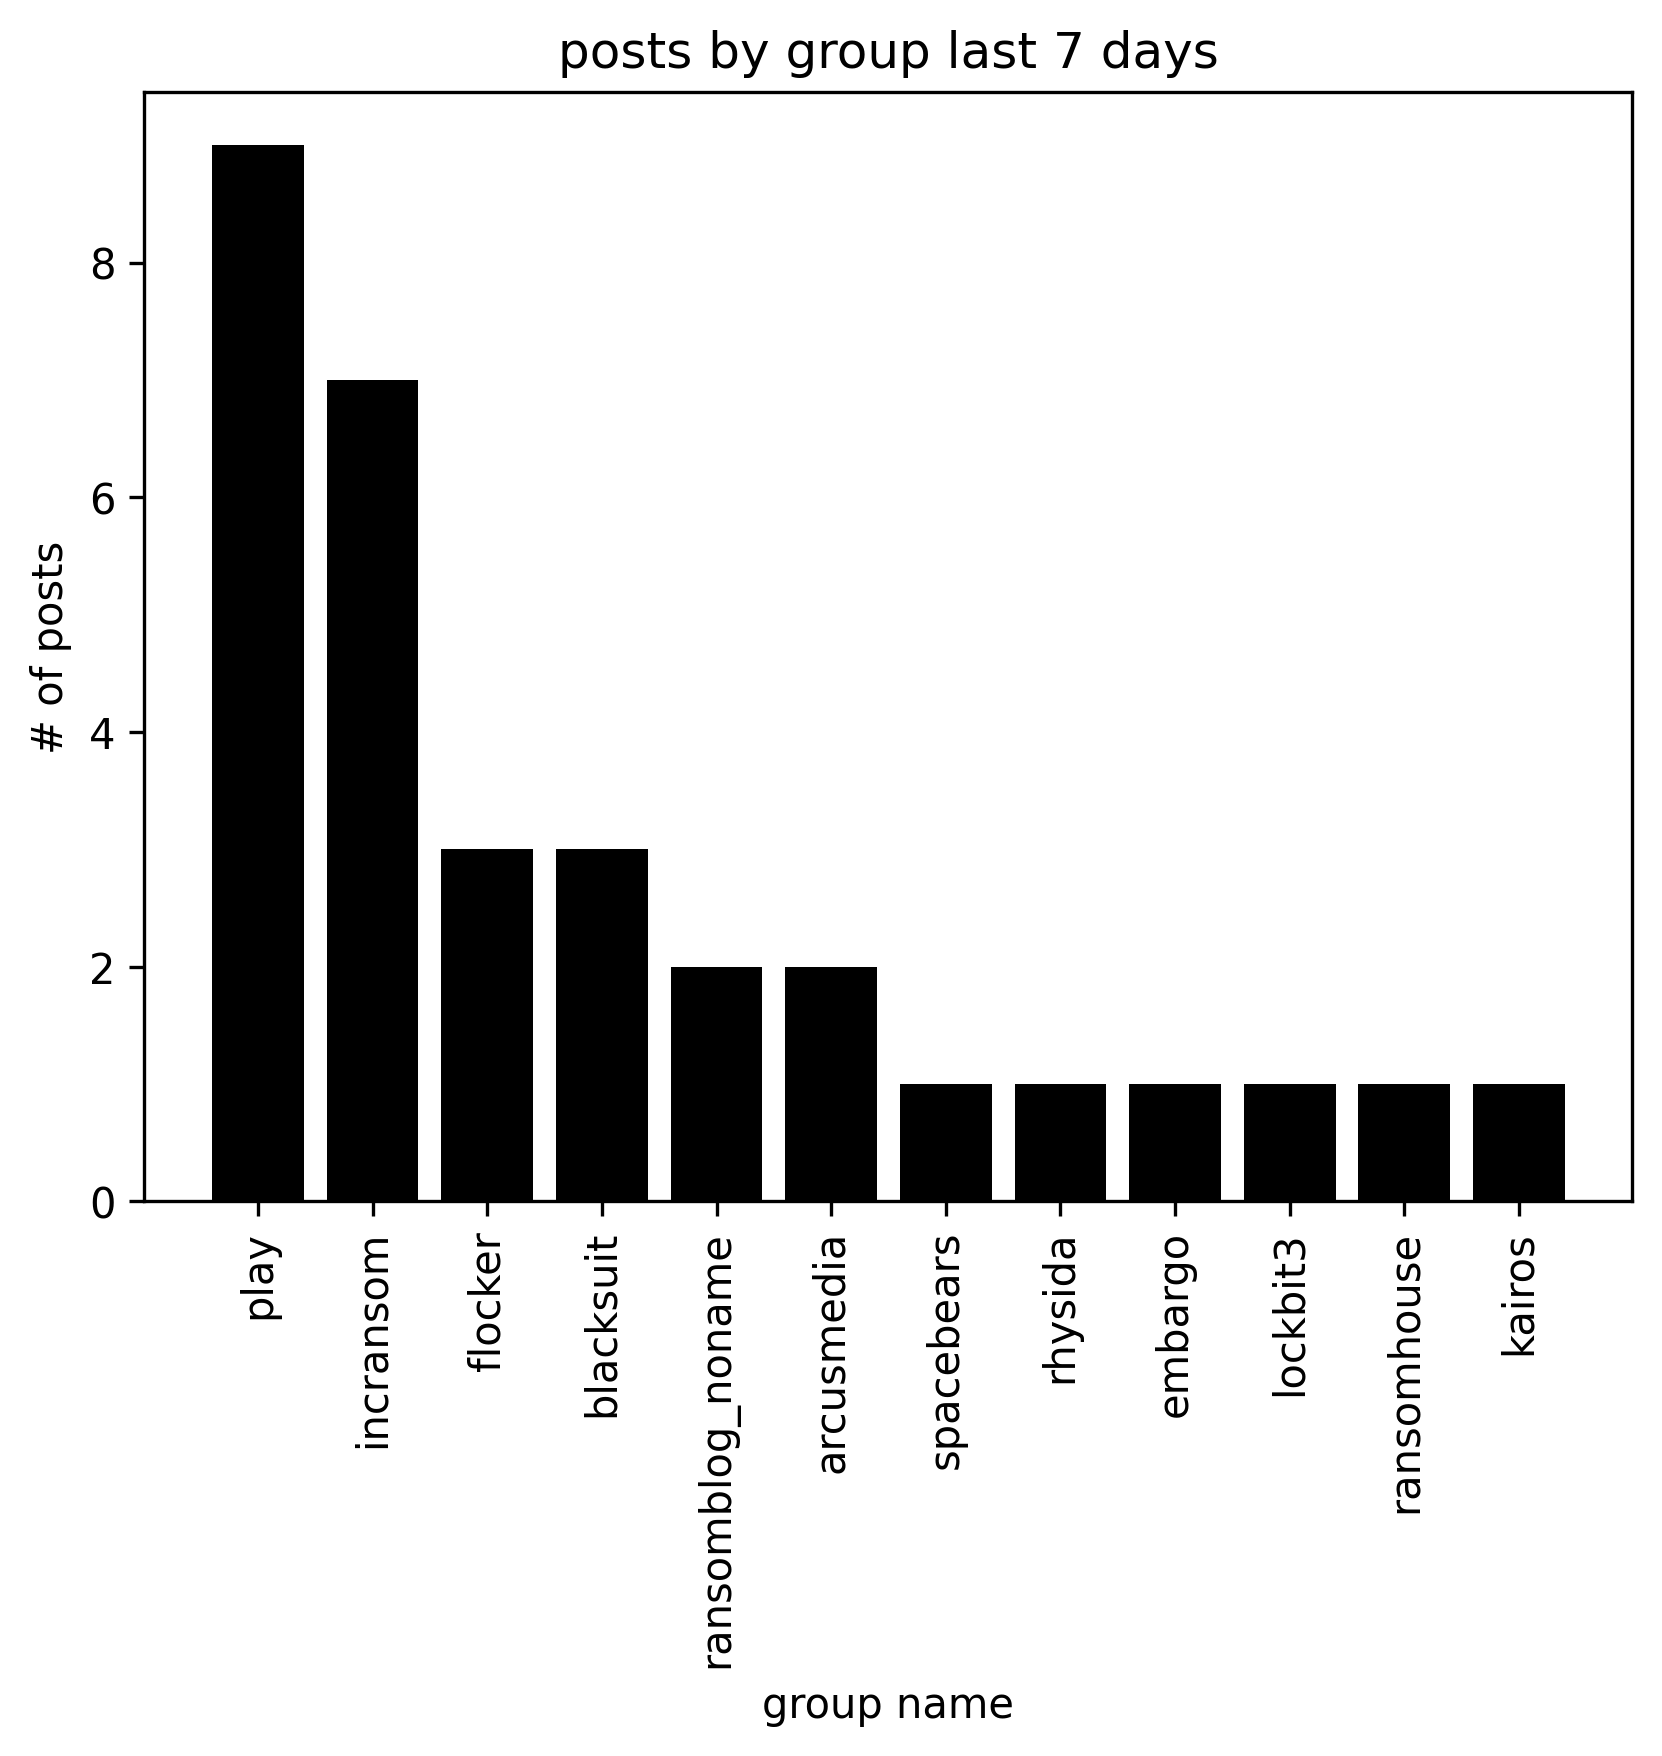 posts by group last 7 days
# of posts
8
6
4
2
0
play
incransom
flocker
blacksuit
ransomblog_noname
arcusmedia
spacebears
rhysida
embargo
lockbit3
ransomhouse
kairos
group name